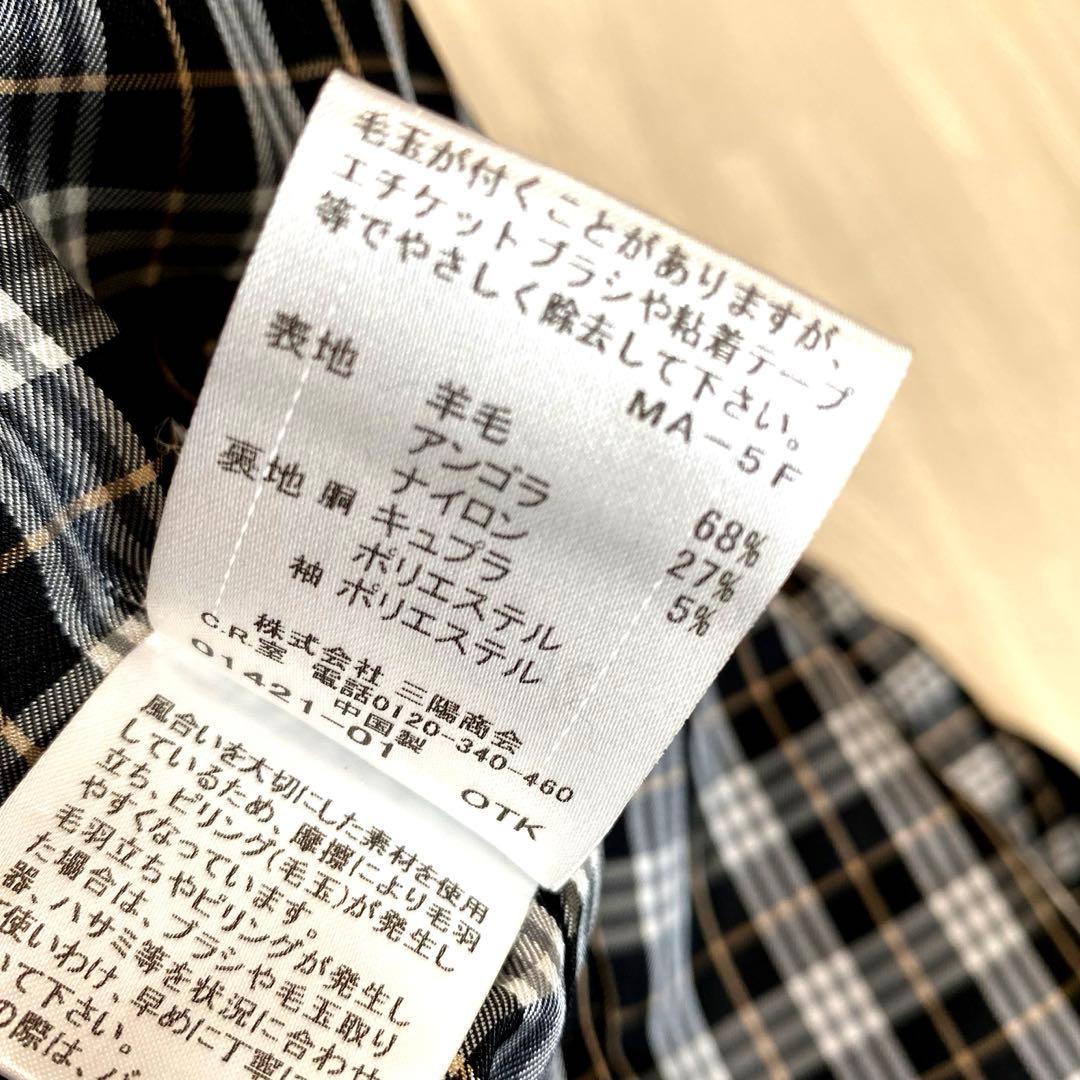 毛玉が付くことがありますが、
エチケットブラシや粘着テープ
等でやさしく除去して下さい。
MA-5F
表地 羊毛 68%
アンゴラ 27%
ナイロン 5%
裏地 胴 キュプラ
ポリエステル
袖 ポリエステル
株式会社 三陽商会
C.R.室 電話0120-340-460
中国製
01421-01 OTK
風合いを大切にした素材を使用
しているため、摩擦により毛羽
立ち、ピリング(毛玉)が発生し
やすくなっています。
毛羽立ちやピリングが発生し
た場合は、ブラシや毛玉取り
器、ハサミ等を状況に合わせ
使いわけ、早めに丁寧に
いて下さい。
の際は、バ